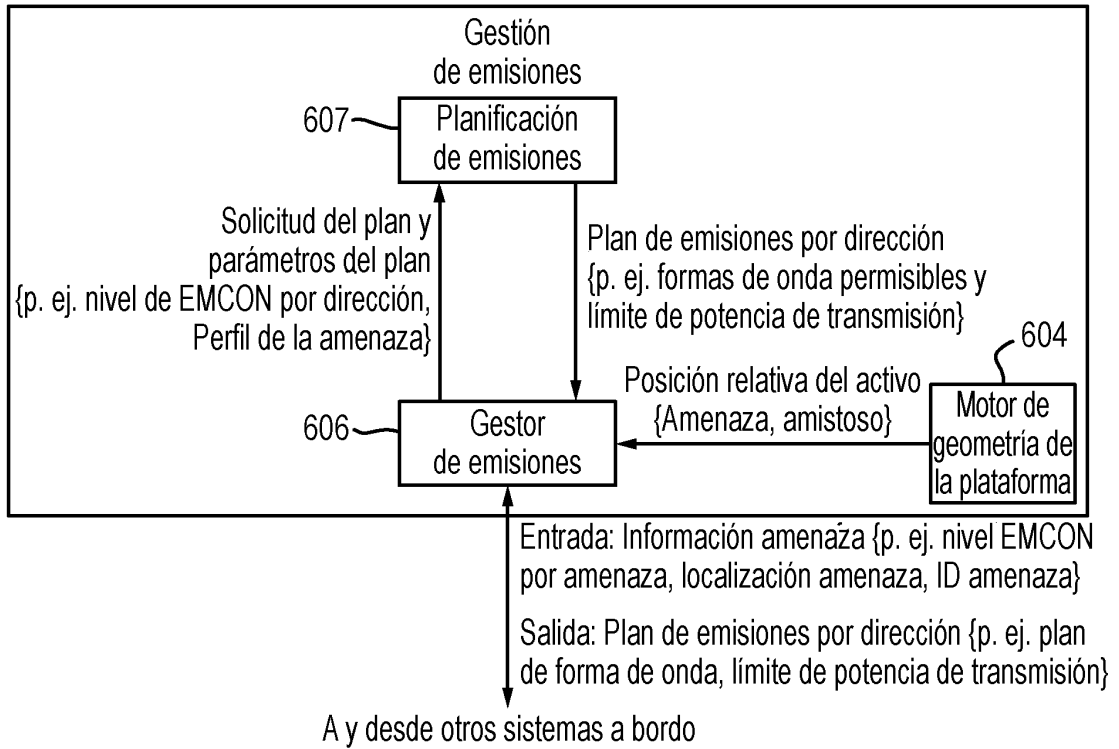 Gestión
de emisiones
607
Planificación
de emisiones
Solicitud del plan y
parámetros del plan
{p. ej. nivel de EMCON por dirección,
Perfil de la amenaza}
Plan de emisiones por dirección
{p. ej. formas de onda permisibles y
límite de potencia de transmisión}
604
Posición relativa del activo
{Amenaza, amistoso}
Motor de
geometría de
la plataforma
606
Gestor
de emisiones
Entrada: Información amenaza {p. ej. nivel EMCON
por amenaza, localización amenaza, ID amenaza}
Salida: Plan de emisiones por dirección {p. ej. plan
de forma de onda, límite de potencia de transmisión}
A y desde otros sistemas a bordo